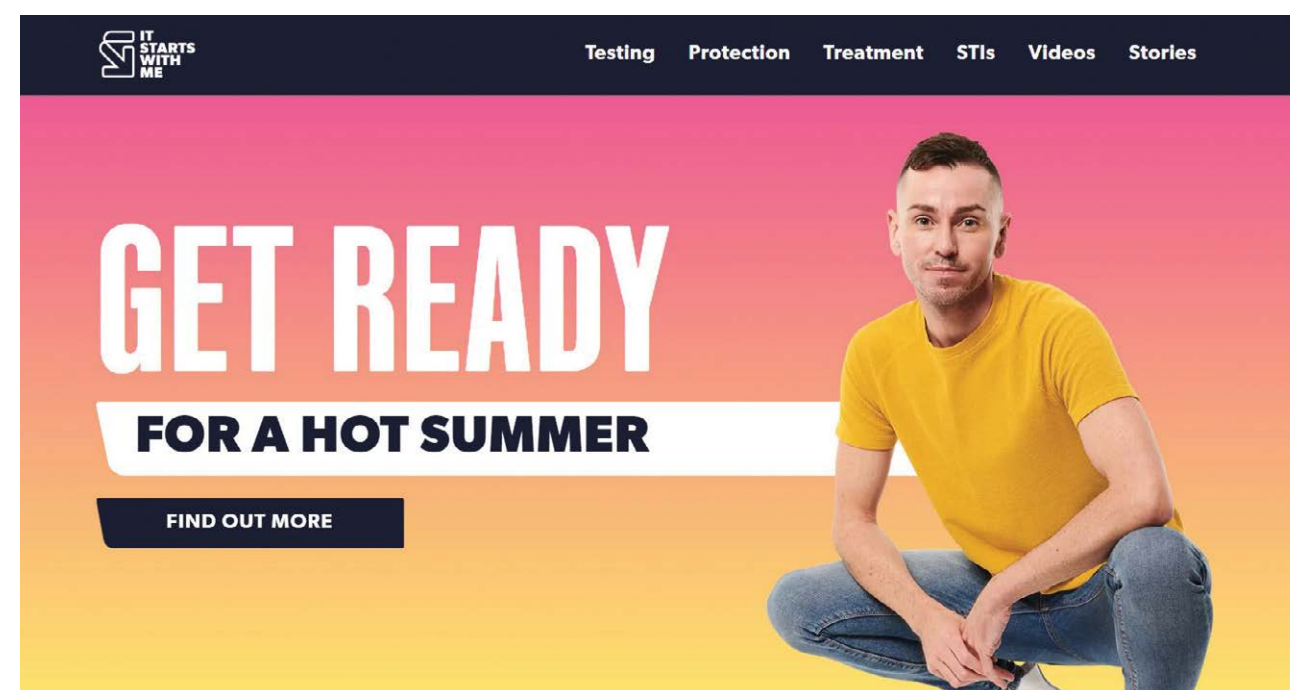 IT
STARTS
WITH
ME
Testing Protection Treatment STIs Videos Stories
GET READY
FOR A HOT SUMMER
FIND OUT MORE